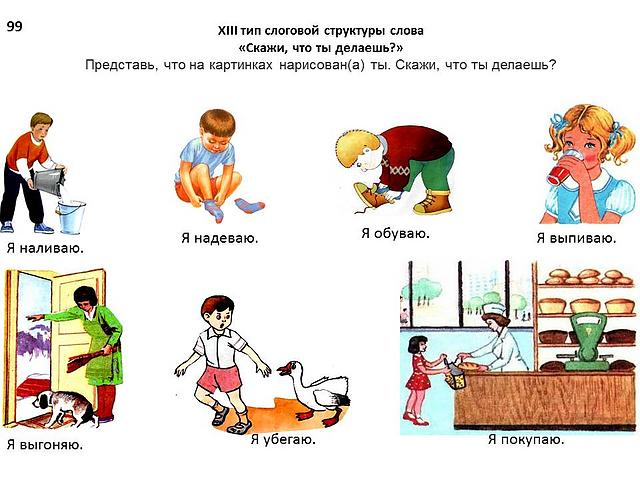 99
XIII тип слоговой структуры слова
«Скажи, что ты делаешь?»
Представь, что на картинках нарисован(а) ты. Скажи, что ты делаешь?
Я наливаю.
Я надеваю.
Я обуваю.
Я выпиваю.
Я выгоняю.
Я убегаю.
Я покупаю.